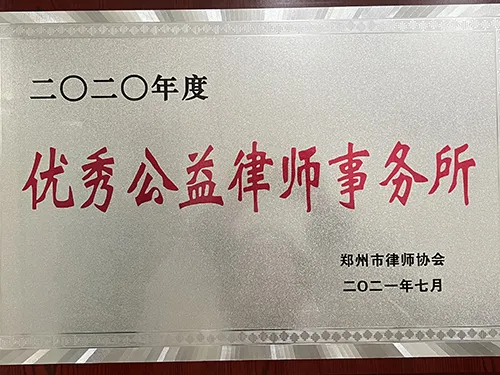 二〇二〇年度
优秀公益律师事务所
郑州市律师协会
二〇二一年七月